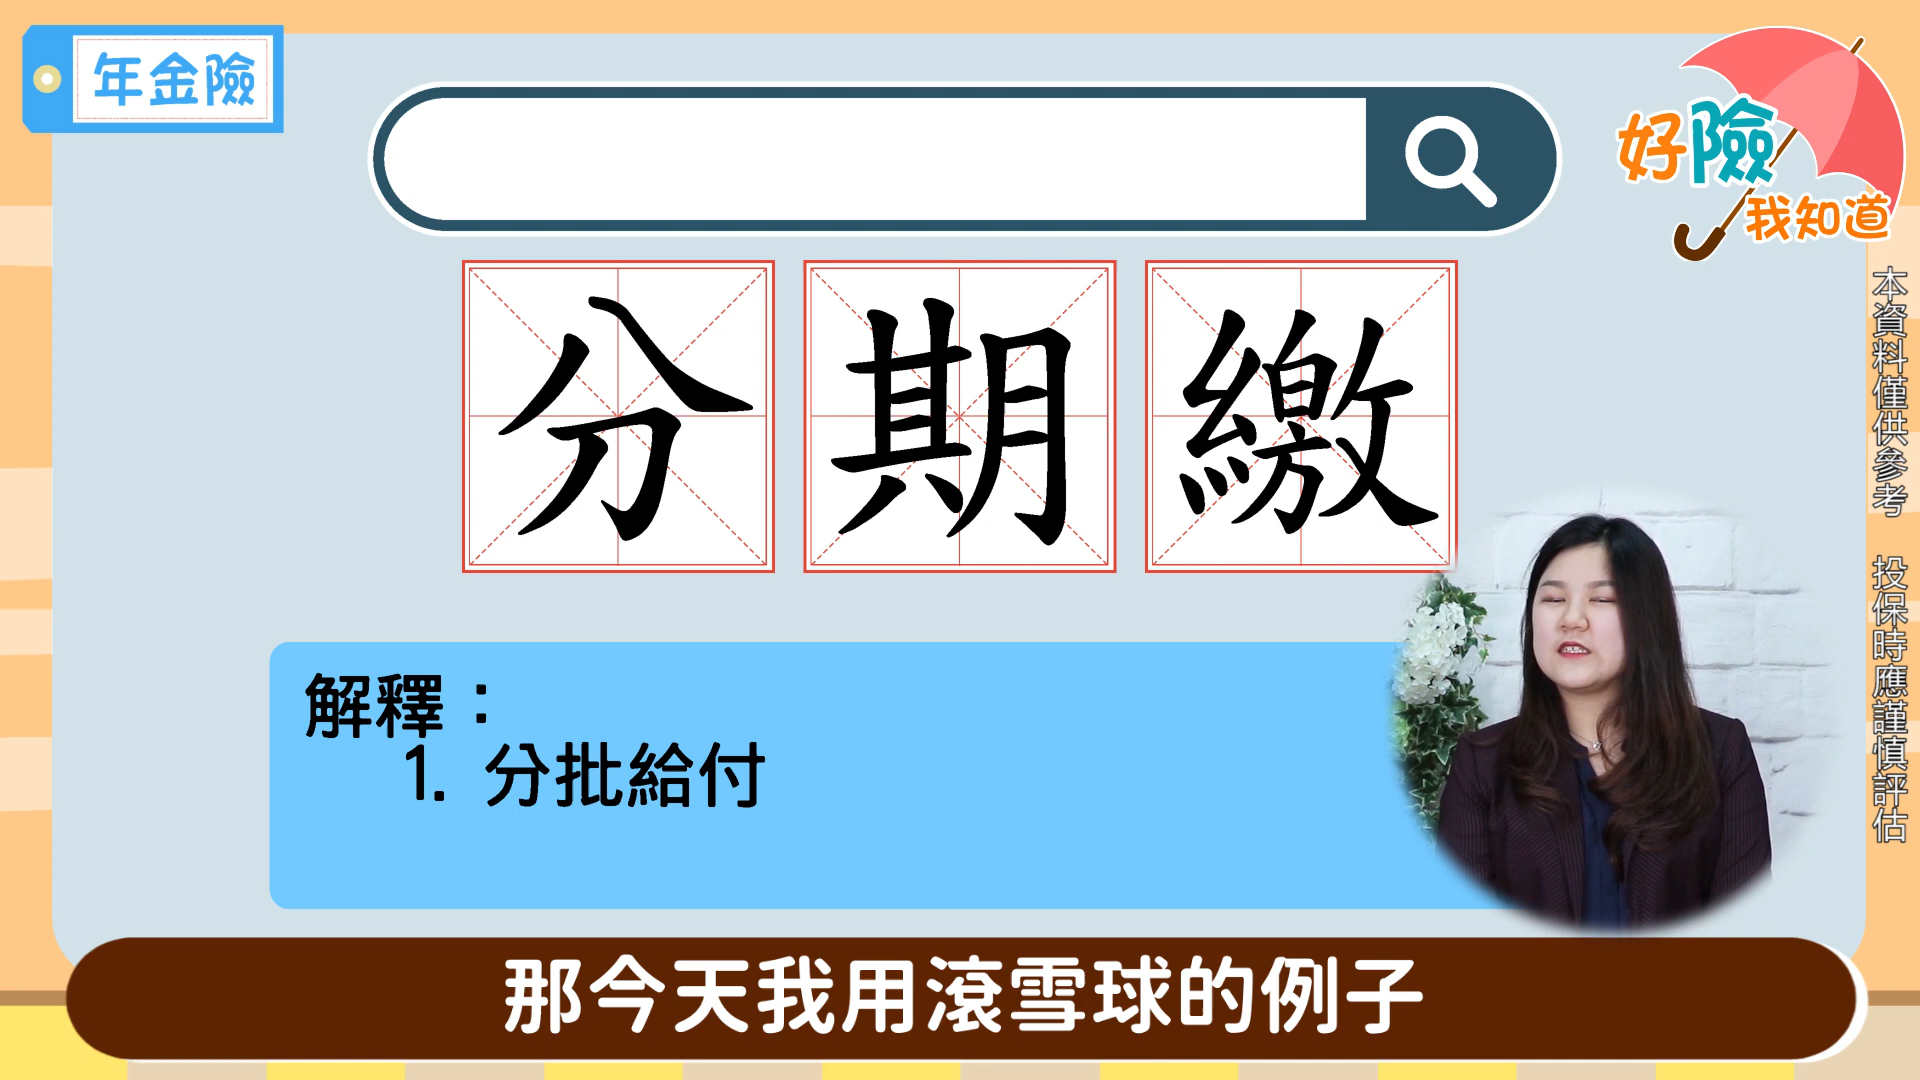 年金險
好險
我知道
分期繳
解釋：
1. 分批給付
本資料僅供參考 投保時應謹慎評估
那今天我用滾雪球的例子